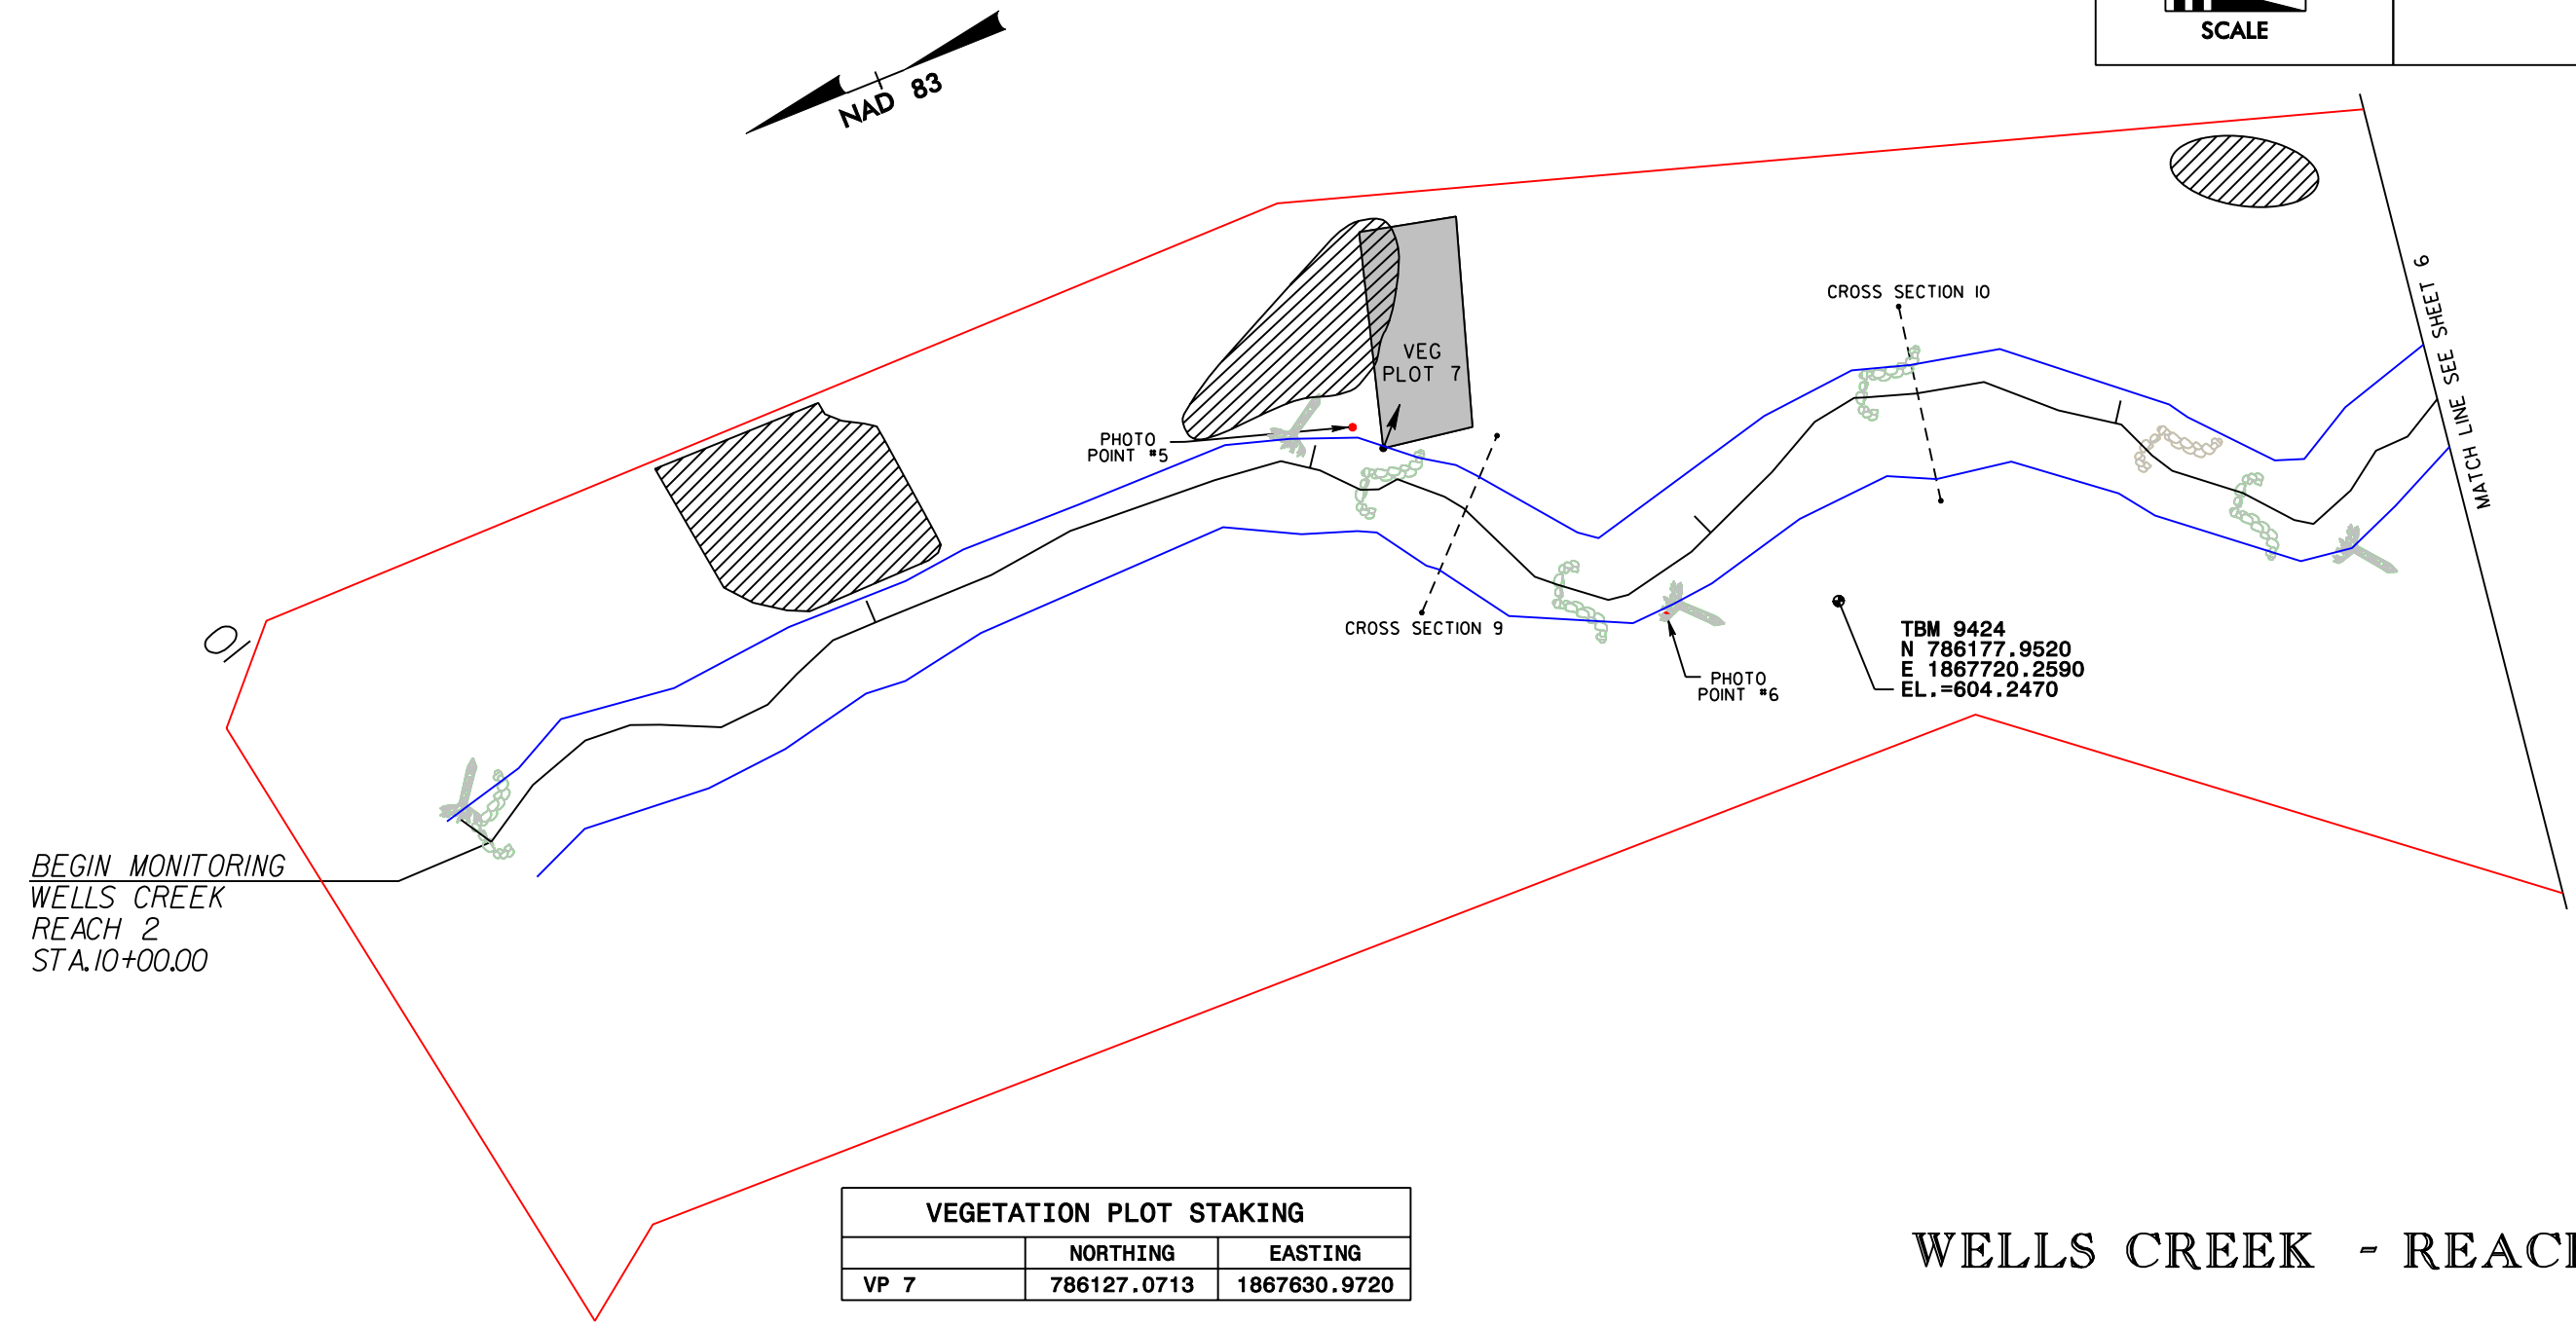 SCALE
NAD 83
MATCH LINE SEE SHEET 6
CROSS SECTION 10
VEG
PLOT 7
PHOTO
POINT #5
CROSS SECTION 9
TBM 9424
N 786177.9520
E 1867720.2590
EL.=604.2470
PHOTO
POINT #6
10
BEGIN MONITORING
WELLS CREEK
REACH 2
STA.10+00.00
VEGETATION PLOT STAKING
NORTHING EASTING
VP 7 786127.0713 1867630.9720
WELLS CREEK - REACH